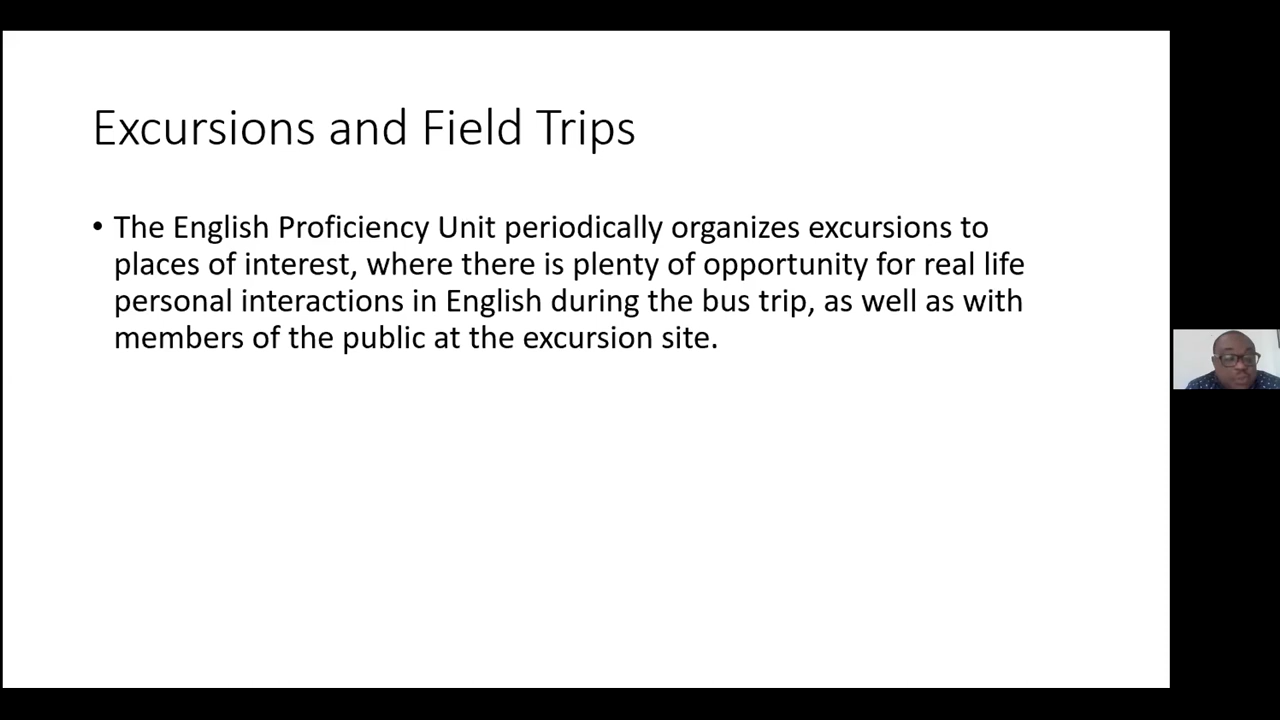 Excursions and Field Trips
• The English Proficiency Unit periodically organizes excursions to
places of interest, where there is plenty of opportunity for real life
personal interactions in English during the bus trip, as well as with
members of the public at the excursion site.